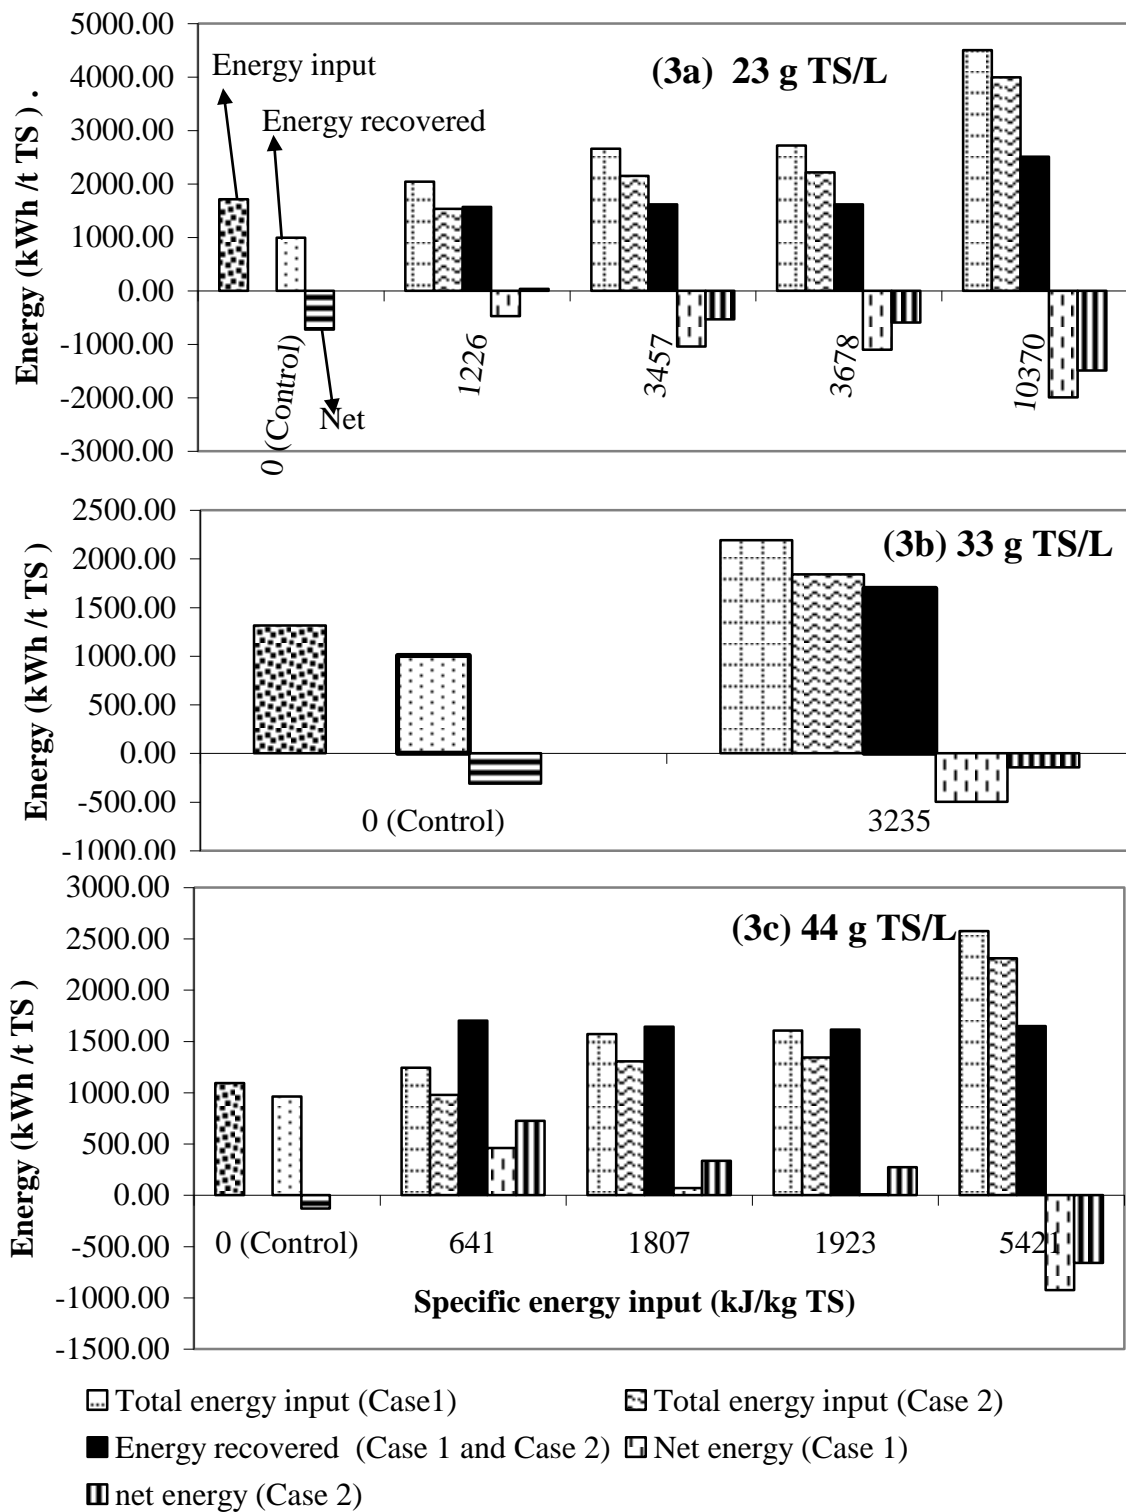 5000.00
4000.00
3000.00
2000.00
1000.00
0.00
-1000.00
-2000.00
-3000.00
Energy (kWh /t TS ) .
(3a) 23 g TS/L
Energy input
Energy recovered
Net
0 (Control)
1226
3457
3678
10370
2500.00
2000.00
1500.00
1000.00
500.00
0.00
-500.00
-1000.00
Energy (kWh /t TS )
(3b) 33 g TS/L
0 (Control)
3235
3000.00
2500.00
2000.00
1500.00
1000.00
500.00
0.00
-500.00
-1000.00
-1500.00
Energy (kWh /t TS )
(3c) 44 g TS/L
0 (Control)
641
1807
1923
5421
Specific energy input (kJ/kg TS)
Total energy input (Case1)
Total energy input (Case 2)
Energy recovered (Case 1 and Case 2)
Net energy (Case 1)
net energy (Case 2)